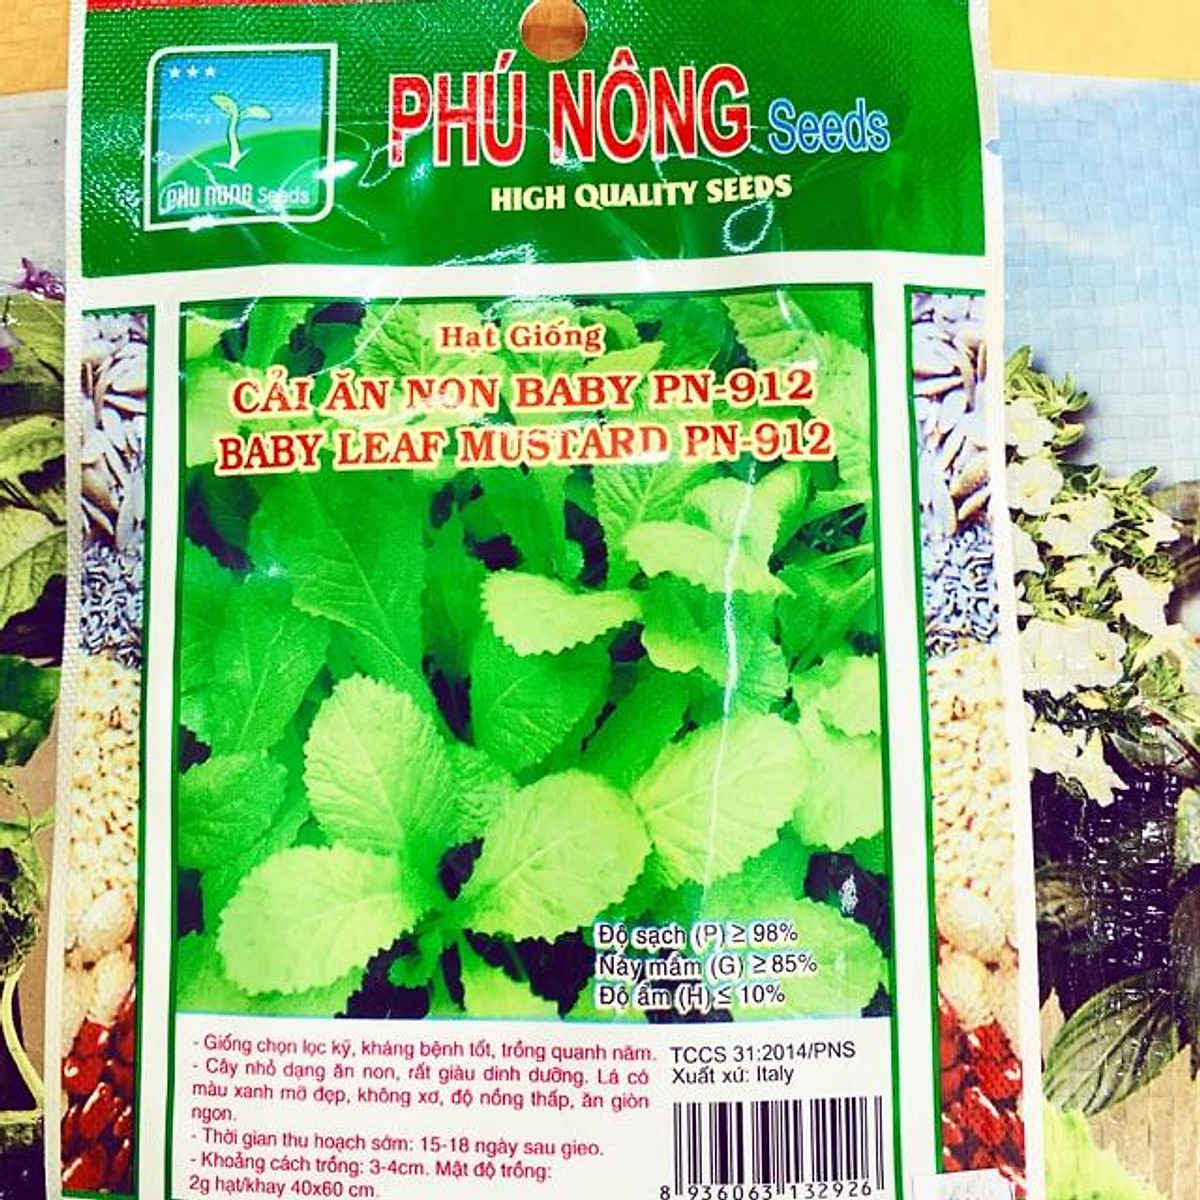 PHÚ NÔNG Seeds
PHÚ NÔNG Seeds
HIGH QUALITY SEEDS
Hạt Giống
CẢI ĂN NON BABY PN-912
BABY LEAF MUSTARD PN-912
Độ sạch (P) ≥ 98%
Nảy mầm (G) ≥ 85%
Độ ẩm (H) ≤ 10%
- Giống chọn lọc kỹ, kháng bệnh tốt, trồng quanh năm.
- Cây nhỏ dạng ăn non, rất giàu dinh dưỡng. Lá có
màu xanh mỡ đẹp, không xơ, độ nồng thấp, ăn giòn
ngon.
- Thời gian thu hoạch sớm: 15-18 ngày sau gieo.
- Khoảng cách trồng: 3-4cm. Mật độ trồng:
2g hạt/khay 40x60 cm.
TCCS 31:2014/PNS
Xuất xứ: Italy
8 936063 132926